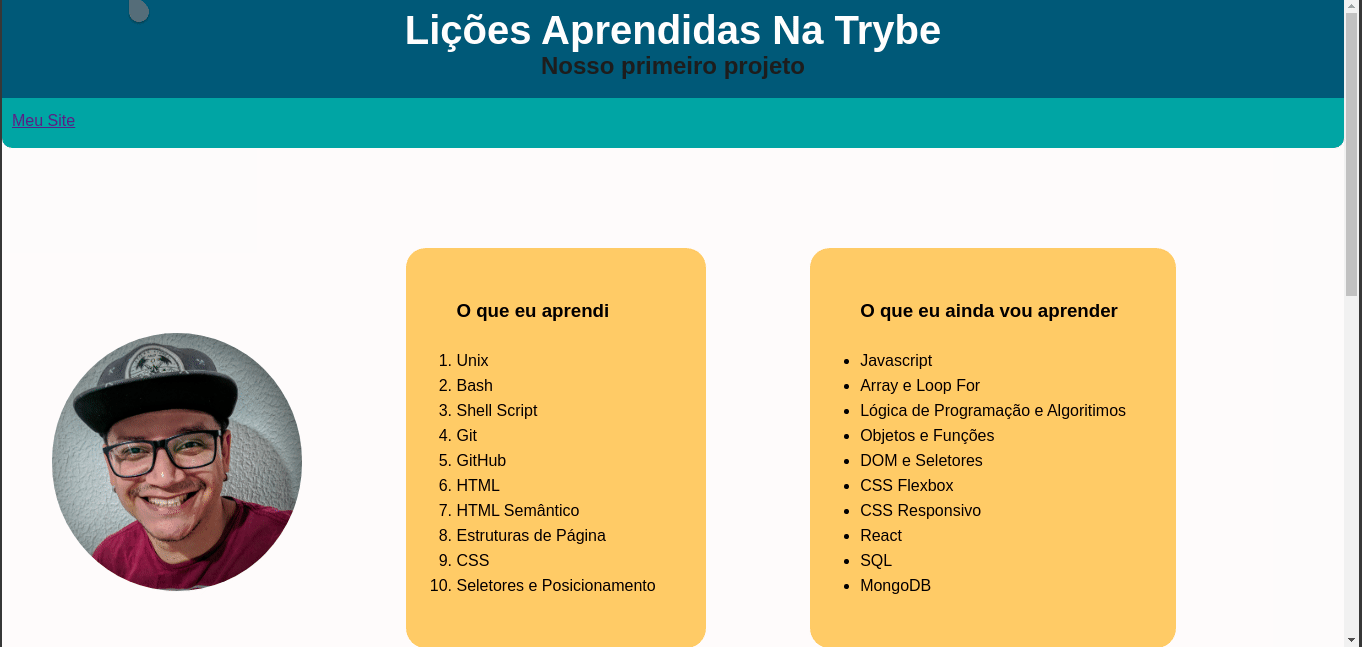 Lições Aprendidas Na Trybe
Nosso primeiro projeto
Meu Site
O que eu aprendi
1. Unix
2. Bash
3. Shell Script
4. Git
5. GitHub
6. HTML
7. HTML Semântico
8. Estruturas de Página
9. CSS
10. Seletores e Posicionamento
O que eu ainda vou aprender
• Javascript
• Array e Loop For
• Lógica de Programação e Algoritimos
• Objetos e Funções
• DOM e Seletores
• CSS Flexbox
• CSS Responsivo
• React
• SQL
• MongoDB